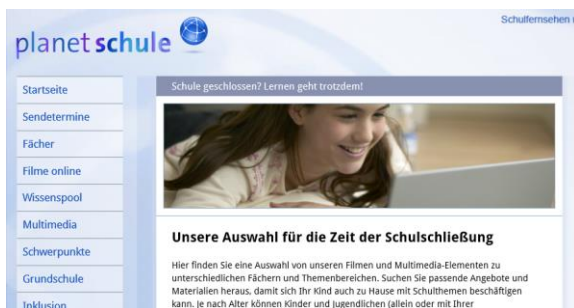 Schulfernsehen
planet schule
Startseite
Sendetermine
Fächer
Filme online
Wissenspool
Multimedia
Schwerpunkte
Grundschule
Inklusion
Schule geschlossen? Lernen geht trotzdem!
Unsere Auswahl für die Zeit der Schulschließung
Hier finden Sie eine Auswahl von unseren Filmen und Multimedia-Elementen zu
unterschiedlichen Fächern und Themenbereichen. Suchen Sie passende Angebote und
Materialien heraus, damit sich Ihr Kind auch zu Hause mit Schulthemen beschäftigen
kann. Je nach Alter können Kinder und Jugendlichen (allein oder mit Ihrer